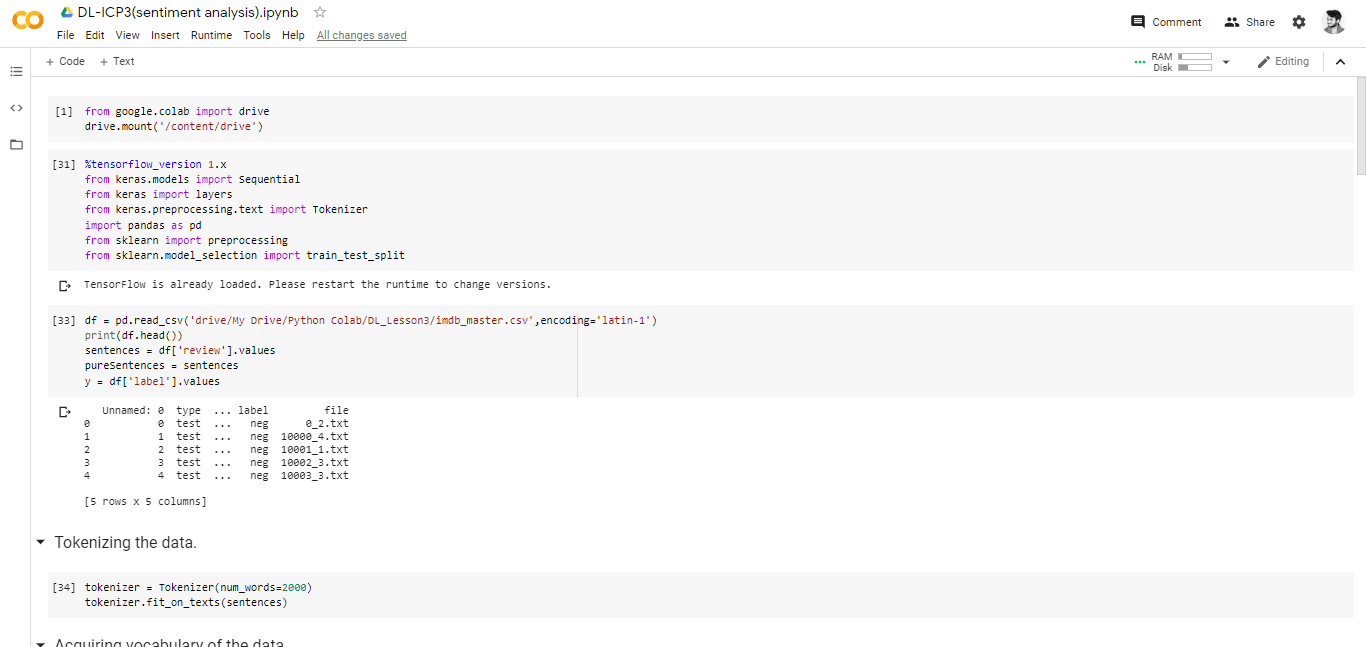 DL-ICP3(sentiment analysis).ipynb
File Edit View Insert Runtime Tools Help All changes saved
Comment Share
+ Code + Text
RAM
Disk
Editing
[1] from google.colab import drive
drive.mount('/content/drive')
[31] %tensorflow_version 1.x
from keras.models import Sequential
from keras import layers
from keras.preprocessing.text import Tokenizer
import pandas as pd
from sklearn import preprocessing
from sklearn.model_selection import train_test_split
TensorFlow is already loaded. Please restart the runtime to change versions.
[33] df = pd.read_csv('drive/My Drive/Python Colab/DL_Lesson3/imdb_master.csv',encoding='latin-1')
print(df.head())
sentences = df['review'].values
pureSentences = sentences
y = df['label'].values
Unnamed: 0 type ... label file
0 0 test ... neg 0_2.txt
1 1 test ... neg 10000_4.txt
2 2 test ... neg 10001_1.txt
3 3 test ... neg 10002_3.txt
4 4 test ... neg 10003_3.txt
[5 rows x 5 columns]
Tokenizing the data.
[34] tokenizer = Tokenizer(num_words=2000)
tokenizer.fit_on_texts(sentences)
Acquiring vocabulary of the data